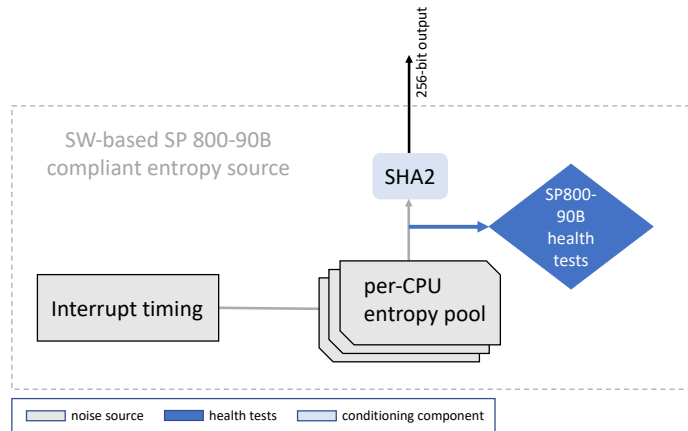 256-bit output
SW-based SP 800-90B
compliant entropy source
SHA2
SP800-
90B
health
tests
per-CPU
entropy pool
Interrupt timing
noise source
health tests
conditioning component